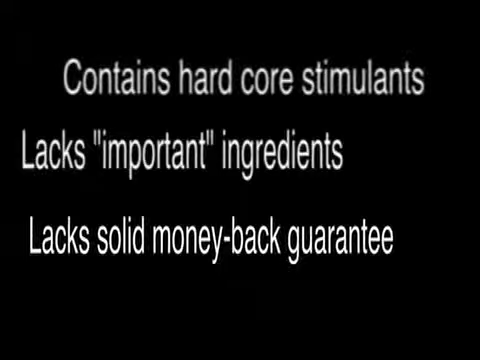 Contains hard core stimulants
Lacks "important" ingredients
Lacks solid money-back guarantee